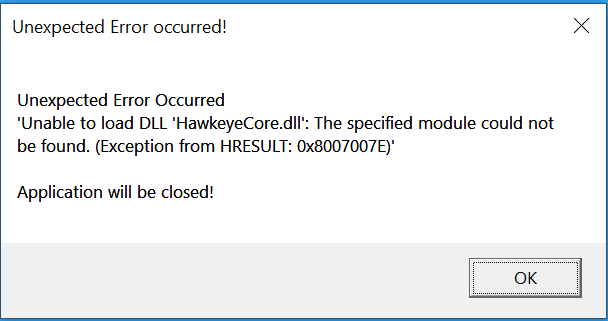 Unexpected Error occurred!
Unexpected Error Occurred
'Unable to load DLL 'HawkeyeCore.dll': The specified module could not
be found. (Exception from HRESULT: 0x8007007E)'
Application will be closed!
OK